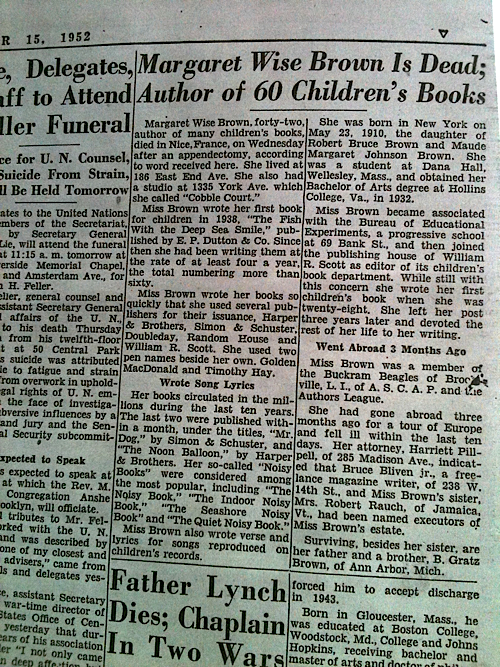 R 15, 1952
e, Delegates,
aff to Attend
ller Funeral
ce for U. N. Counsel,
Suicide From Strain,
ll Be Held Tomorrow
ates to the United Nations
mbers of the Secretariat,
by Secretary General
Lie, will attend the funeral
at 11:15 a. m. tomorrow at
erside Memorial Chapel,
and Amsterdam Ave., for
H. Feller.
eller, general counsel and
ssistant Secretary General
affairs of the U. N.,
to his death Thursday
from his twelfth-floor
t at 50 Central Park
s suicide was attributed
to fatigue and strain
from overwork in uphold-
gal rights of U. N. em-
the face of investiga-
bversive influences by a
and jury and the Sen-
al Security subcommit-
xpected to Speak
s expected to speak at
at which the Rev. M.
Congregation Anshe
ooklyn, will officiate.
tributes to Mr. Fel-
orked with the U. N.
and was described by
one of my closest and
advisers," came from
ls and delegates yes-
e, assistant Secretary
war-time director of
States Office of Cen-
yesterday that dur-
ars of his association
"I not only came
Margaret Wise Brown Is Dead;
Author of 60 Children's Books
Margaret Wise Brown, forty-two,
author of many children's books,
died in Nice, France, on Wednesday
after an appendectomy, according
to word received here. She lived at
186 East End Ave. She also had
a studio at 1335 York Ave. which
she called "Cobble Court."
Miss Brown wrote her first book
for children in 1938, "The Fish
With the Deep Sea Smile," pub-
lished by E. P. Dutton & Co. Since
then she had been writing them at
the rate of at least four a year,
the total numbering more than
sixty.
Miss Brown wrote her books so
quickly that she used several pub-
lishers for their issuance, Harper
& Brothers, Simon & Schuster,
Doubleday, Random House and
William R. Scott. She used two
pen names beside her own, Golden
MacDonald and Timothy Hay.
Wrote Song Lyrics
Her books circulated in the mil-
lions during the last ten years.
The last two were published with-
in a month, under the titles, "Mr.
Dog," by Simon & Schuster, and
"The Noon Balloon," by Harper
& Brothers. Her so-called "Noisy
Books" were considered among
the most popular, including "The
Noisy Book," "The Indoor Noisy
Book," "The Seashore Noisy
Book" and "The Quiet Noisy Book."
Miss Brown also wrote verse and
lyrics for songs reproduced on
children's records.
She was born in New York on
May 23, 1910, the daughter of
Robert Bruce Brown and Maude
Margaret Johnson Brown. She
was a student at Dana Hall,
Wellesley, Mass., and obtained her
Bachelor of Arts degree at Hollins
College, Va., in 1932.
Miss Brown became associated
with the Bureau of Educational
Experiments, a progressive school
at 69 Bank St., and then joined
the publishing house of William
R. Scott as editor of its children's
book department. While still with
this concern she wrote her first
children's book when she was
twenty-eight. She left her post
three years later and devoted the
rest of her life to her writing.
Went Abroad 3 Months Ago
Miss Brown was a member of
the Buckram Beagles of
ville, L. I., of A. S. C. A. P. and the
Authors League.
She had gone abroad three
months ago for a tour of Europe
and fell ill within the last ten
days. Her attorney, Harriet Pill-
pell, of 285 Madison Ave., indicat-
ed that Bruce Bliven jr., a free-
lance magazine writer, of 238 W.
14th St., and Miss Brown's sister,
Mrs. Robert Rauch, of Jamaica,
Vt., had been named executors of
Miss Brown's estate.
Surviving, besides her sister, are
her father and a brother, B. Gratz
Brown, of Ann Arbor, Mich.
Father Lynch
Dies; Chaplain
In Two Wars
forced him to accept discharge
in 1943.
Born in Gloucester, Mass., he
was educated at Boston College,
Woodstock, Md., College and Johns
Hopkins, receiving bachelor and
master of arts and doctor of